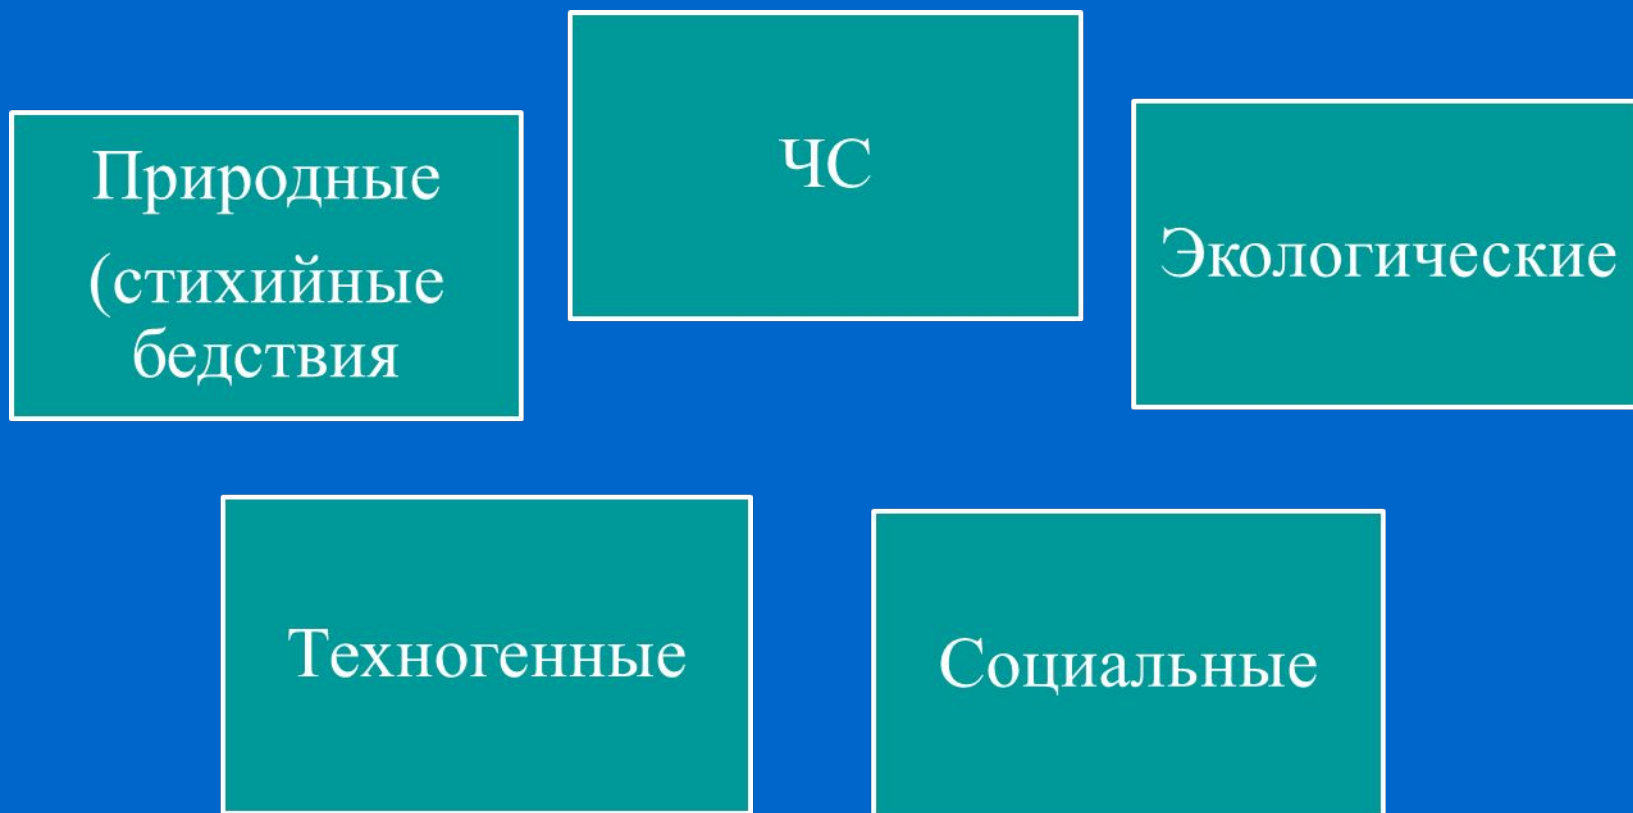 ЧС
Природные
(стихийные
бедствия
Экологические
Техногенные
Социальные